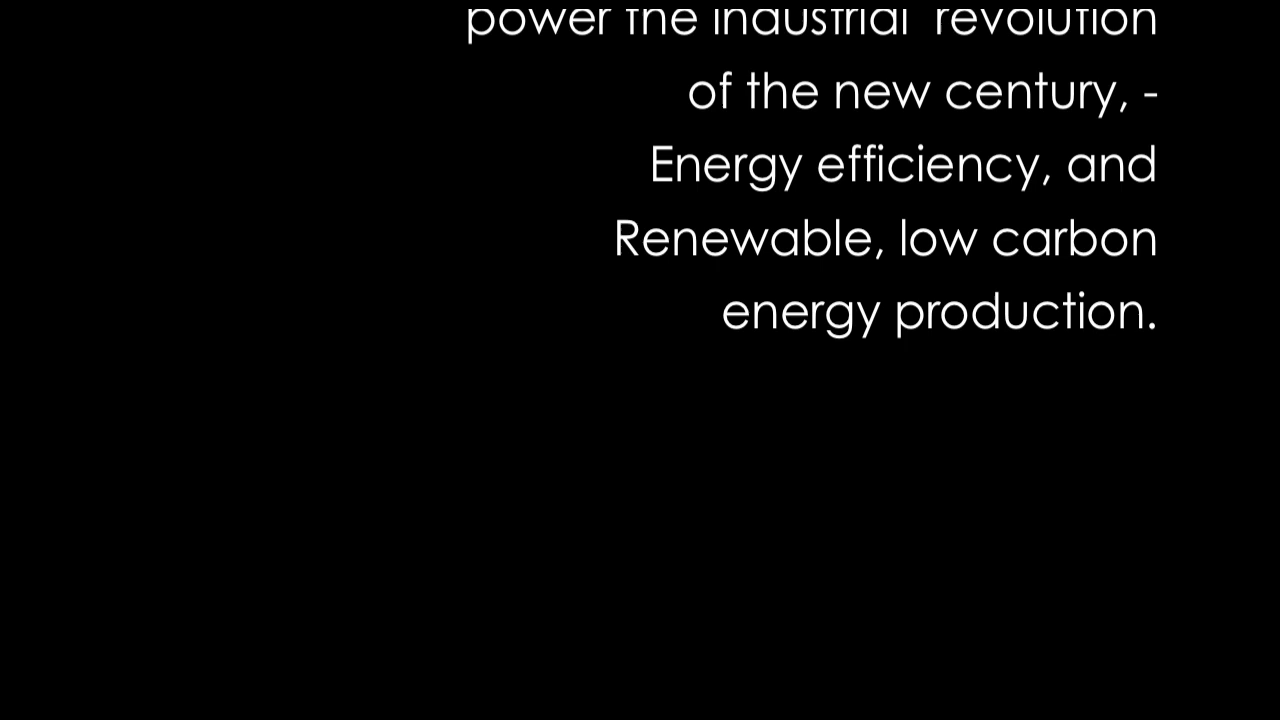 power the industrial revolution
of the new century, -
Energy efficiency, and
Renewable, low carbon
energy production.